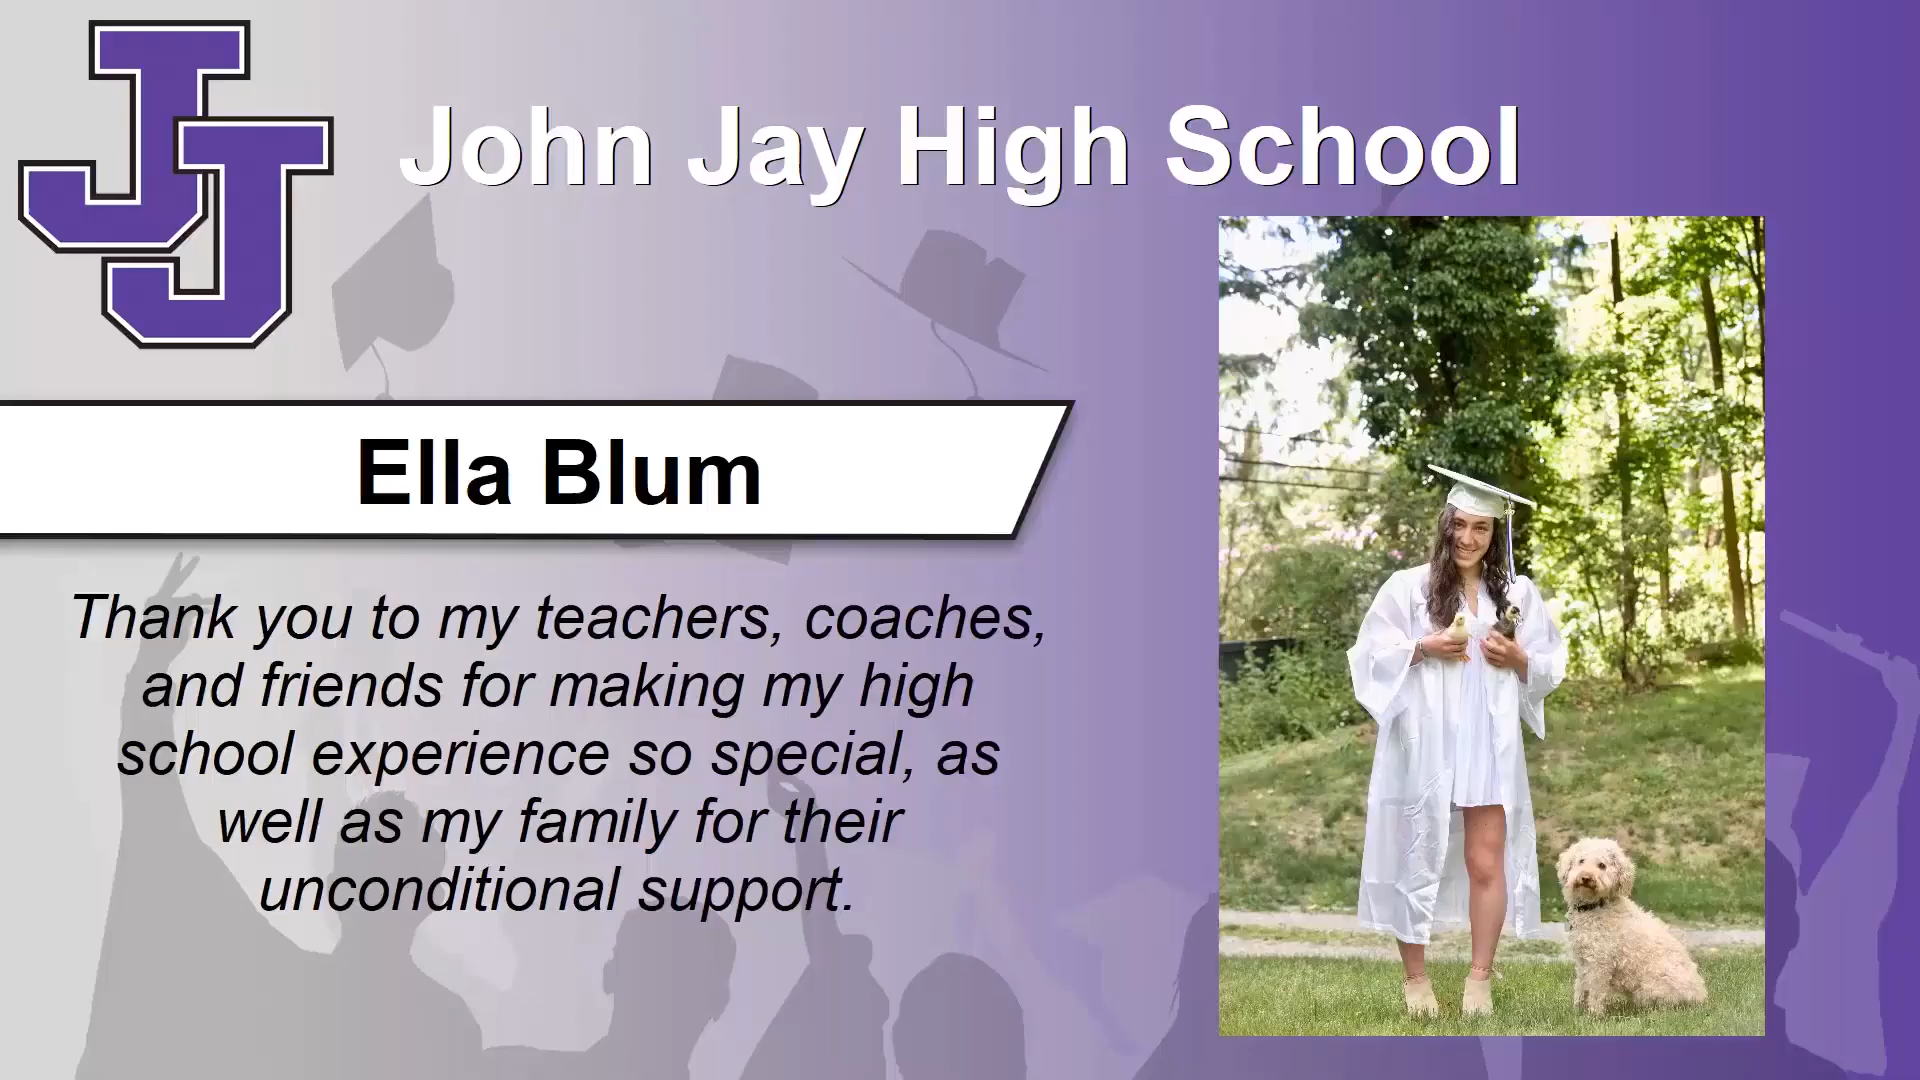 JJ
John Jay High School
Ella Blum
Thank you to my teachers, coaches,
and friends for making my high
school experience so special, as
well as my family for their
unconditional support.